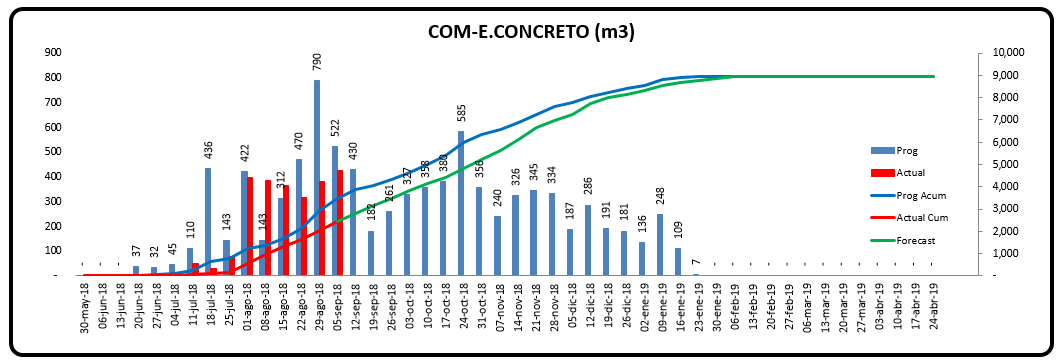 COM-E.CONCRETO (m3)
900
800
700
600
500
400
300
200
100
-
10,000
9,000
8,000
7,000
6,000
5,000
4,000
3,000
2,000
1,000
-
- - - 37 32 45 110 436 143 422 143 312 470 790 522 430 182 261 327 358 380 585 356 240 326 345 334 187 286 191 181 136 248 109 7 - - - - - - - - - - - - -
Prog
Actual
Prog Acum
Actual Cum
Forecast
30-may-18
06-jun-18
13-jun-18
20-jun-18
27-jun-18
04-jul-18
11-jul-18
18-jul-18
25-jul-18
01-ago-18
08-ago-18
15-ago-18
22-ago-18
29-ago-18
05-sep-18
12-sep-18
19-sep-18
26-sep-18
03-oct-18
10-oct-18
17-oct-18
24-oct-18
31-oct-18
07-nov-18
14-nov-18
21-nov-18
28-nov-18
05-dic-18
12-dic-18
19-dic-18
26-dic-18
02-ene-19
09-ene-19
16-ene-19
23-ene-19
30-ene-19
06-feb-19
13-feb-19
20-feb-19
27-feb-19
06-mar-19
13-mar-19
20-mar-19
27-mar-19
03-abr-19
10-abr-19
17-abr-19
24-abr-19